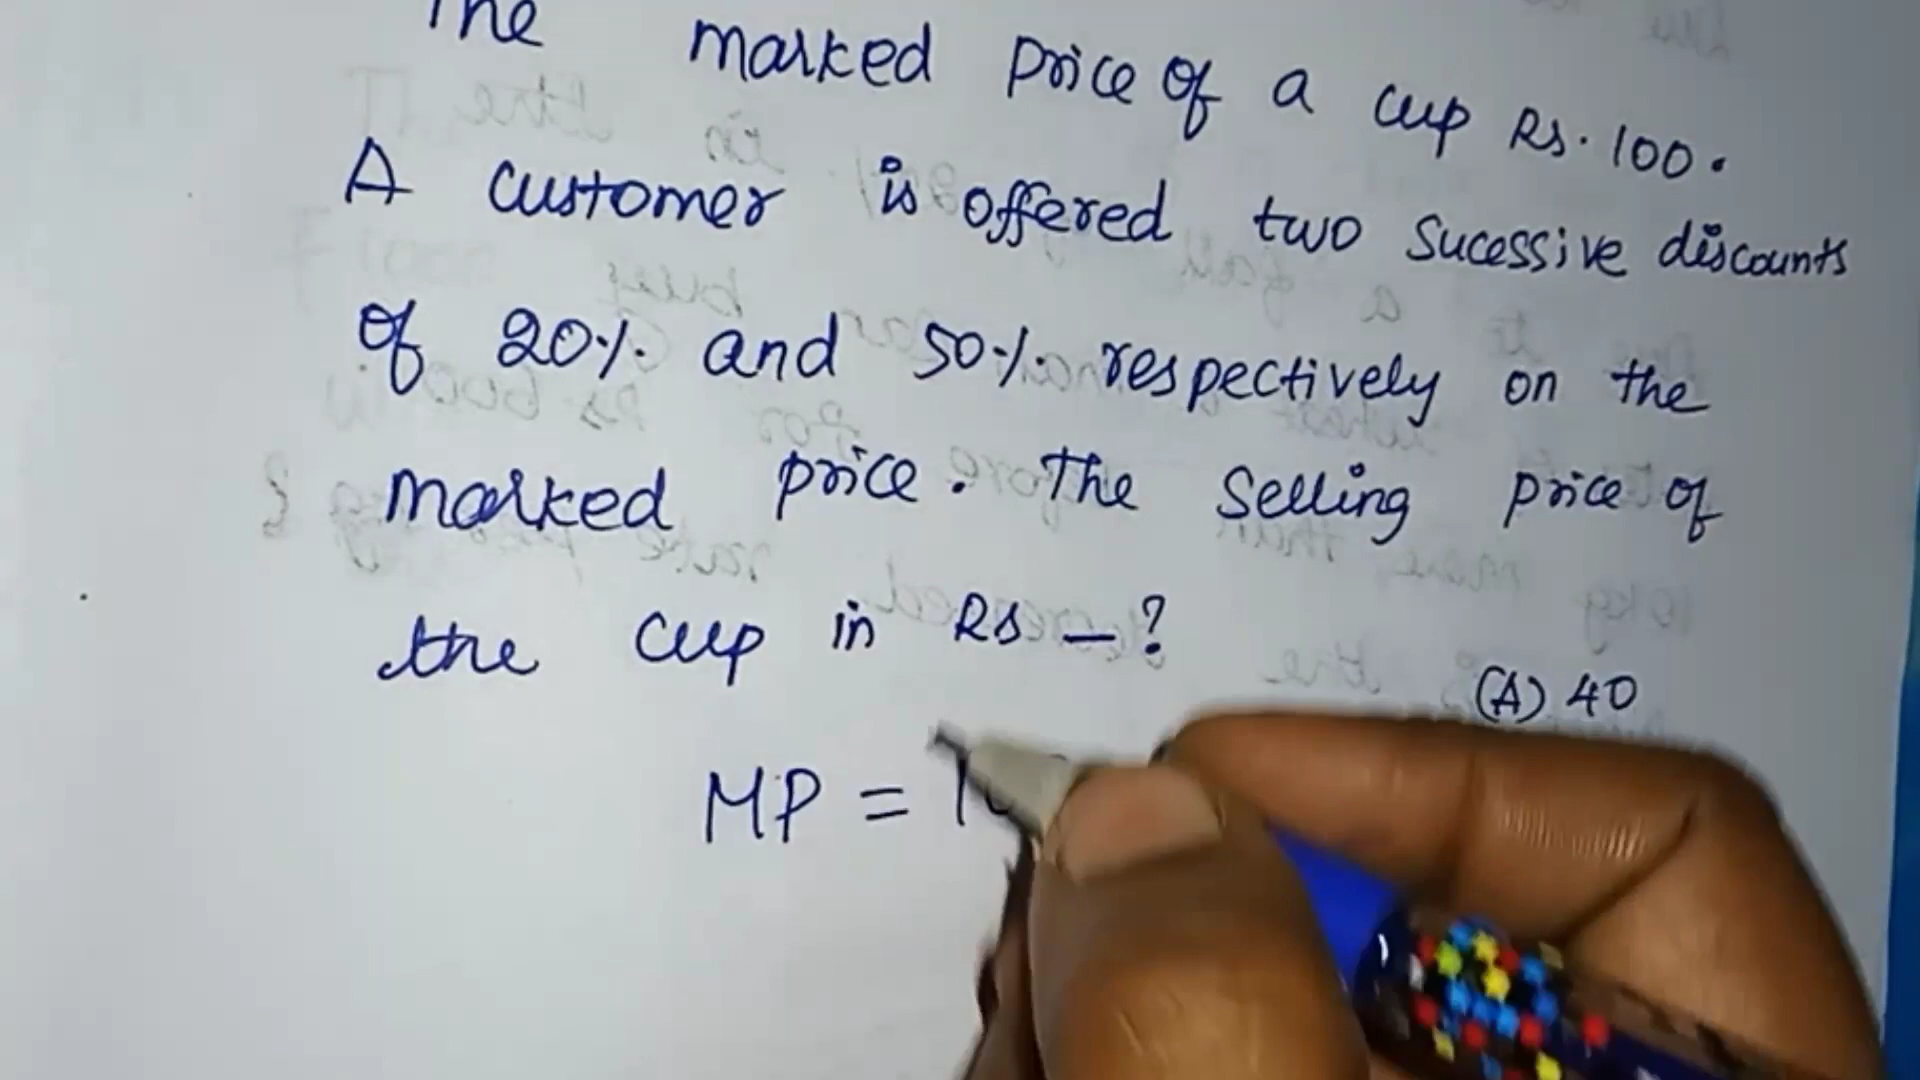 The marked price of a cup Rs. 100.
A customer is offered two sucessive discounts
of 20% and 50% respectively on the
marked price. The selling price of
the cup in Rs — ?
(A) 40
MP =